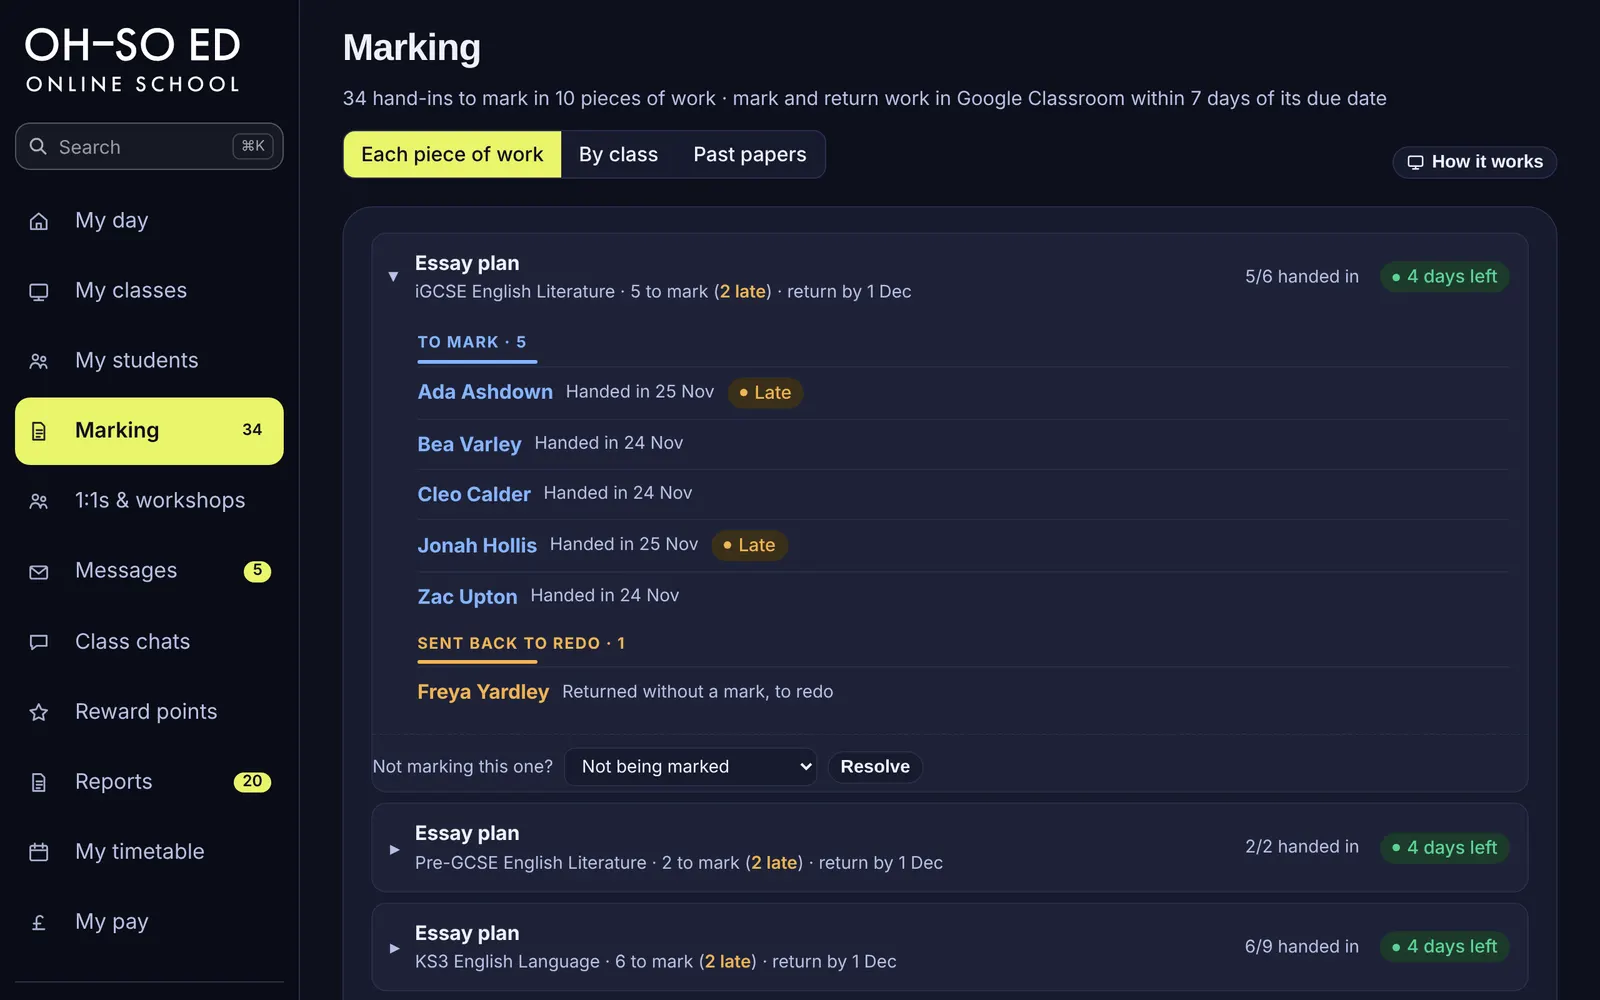 OH-SO ED
ONLINE SCHOOL
Search ⌘K
My day
My classes
My students
Marking 34
1:1s & workshops
Messages 5
Class chats
Reward points
Reports 20
My timetable
£ My pay
Marking
34 hand-ins to mark in 10 pieces of work · mark and return work in Google Classroom within 7 days of its due date
Each piece of work By class Past papers
How it works
Essay plan
iGCSE English Literature · 5 to mark (2 late) · return by 1 Dec
5/6 handed in • 4 days left
TO MARK · 5
Ada Ashdown Handed in 25 Nov • Late
Bea Varley Handed in 24 Nov
Cleo Calder Handed in 24 Nov
Jonah Hollis Handed in 25 Nov • Late
Zac Upton Handed in 24 Nov
SENT BACK TO REDO · 1
Freya Yardley Returned without a mark, to redo
Not marking this one? Not being marked Resolve
Essay plan
Pre-GCSE English Literature · 2 to mark (2 late) · return by 1 Dec
2/2 handed in • 4 days left
Essay plan
KS3 English Language · 6 to mark (2 late) · return by 1 Dec
6/9 handed in • 4 days left